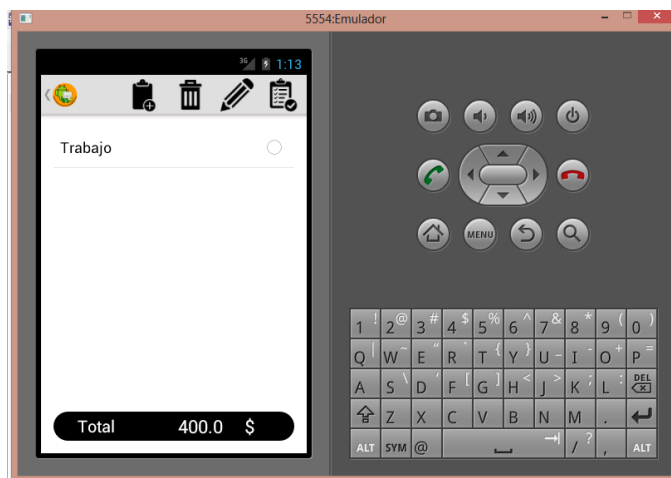 5554:Emulador
3G 1:13
Trabajo
Total 400.0 $
MENU
1 ! 2 @ 3 # 4 $ 5 % 6 ^ 7 & 8 * 9 ( 0 )
Q | W ~ E " R ` T { Y } U _ I - O + P =
A S \ D ' F [ G ] H < J > K ; L : DEL
Z X C V B N M .
ALT SYM @ / ? , ALT